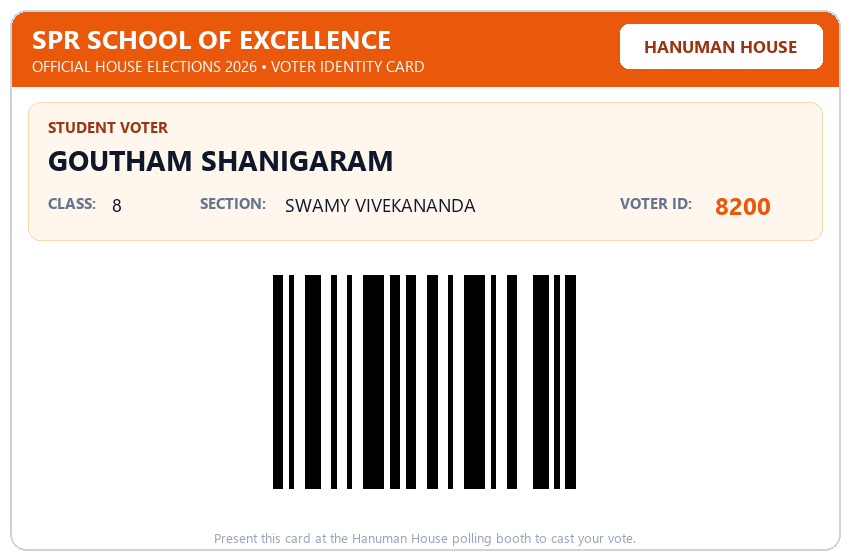 SPR SCHOOL OF EXCELLENCE
OFFICIAL HOUSE ELECTIONS 2026 • VOTER IDENTITY CARD
HANUMAN HOUSE
STUDENT VOTER
GOUTHAM SHANIGARAM
CLASS: 8 SECTION: SWAMY VIVEKANANDA VOTER ID: 8200
Present this card at the Hanuman House polling booth to cast your vote.